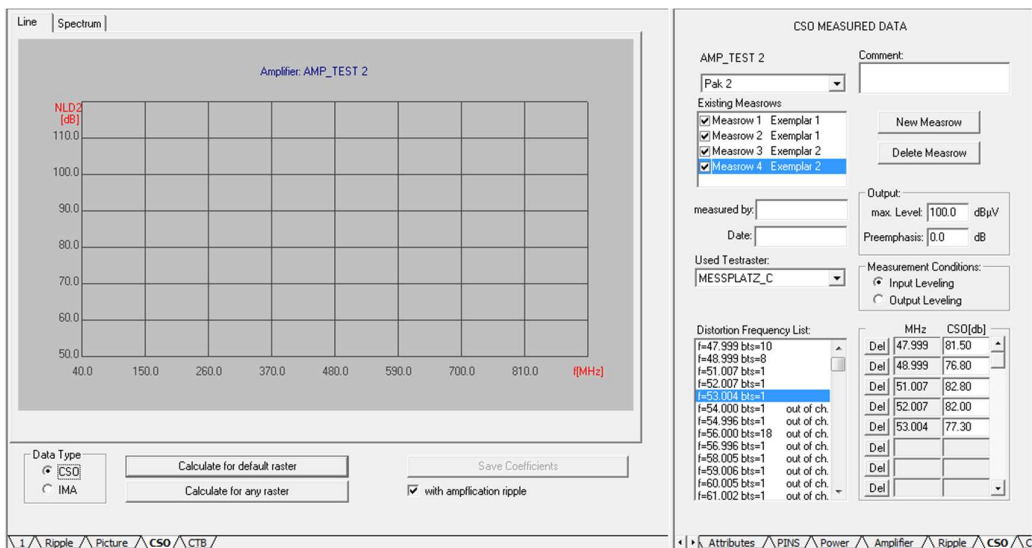 Line Spectrum
Amplifier: AMP_TEST 2
NLD2
[dB]
110.0
100.0
90.0
80.0
70.0
60.0
50.0
40.0 150.0 260.0 370.0 480.0 590.0 700.0 810.0 f[MHz]
Data Type
CSO
IMA
Calculate for default raster
Calculate for any raster
Save Coefficients
with ampflication ripple
1 Ripple Picture CSO CTB
CSO MEASURED DATA
AMP_TEST 2
Comment:
Pak 2
Existing Measrows
Measrow 1 Exemplar 1
Measrow 2 Exemplar 1
Measrow 3 Exemplar 2
Measrow 4 Exemplar 2
New Measrow
Delete Measrow
measured by:
Date:
Output:
max. Level: 100.0 dBµV
Preemphasis: 0.0 dB
Used Testraster:
MESSPLATZ_C
Measurement Conditions:
Input Leveling
Output Leveling
Distortion Frequency List:
f=47.999 bts=10
f=48.999 bts=8
f=51.007 bts=1
f=52.007 bts=1
f=53.004 bts=1
f=54.000 bts=1 out of ch.
f=54.996 bts=1 out of ch.
f=56.000 bts=18 out of ch.
f=56.996 bts=1 out of ch.
f=58.005 bts=1 out of ch.
f=59.006 bts=1 out of ch.
f=60.005 bts=1 out of ch.
f=61.002 bts=1 out of ch.
MHz CSO[db]
Del 47.999 81.50
Del 48.999 76.80
Del 51.007 82.80
Del 52.007 82.00
Del 53.004 77.30
Del
Del
Del
Attributes PINS Power Amplifier Ripple CSO C